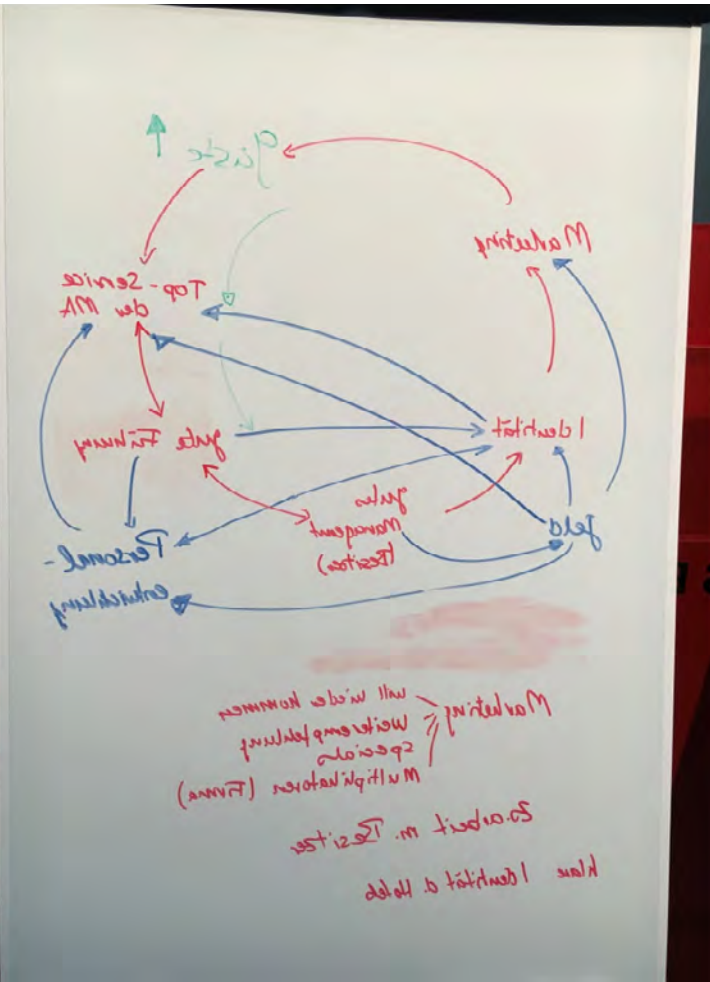 Gäste
Marketing
Top-Service
der MA
Identität
gute Führung
gutes
Management
(Besitzer)
Geld
Personal-
entwicklung
Marketing
will wieder kommen
Weiterempfehlung
Specials
Multiplikatoren (Firma)
Zs.arbeit m. Besitzer
klare Identität d. Hotels